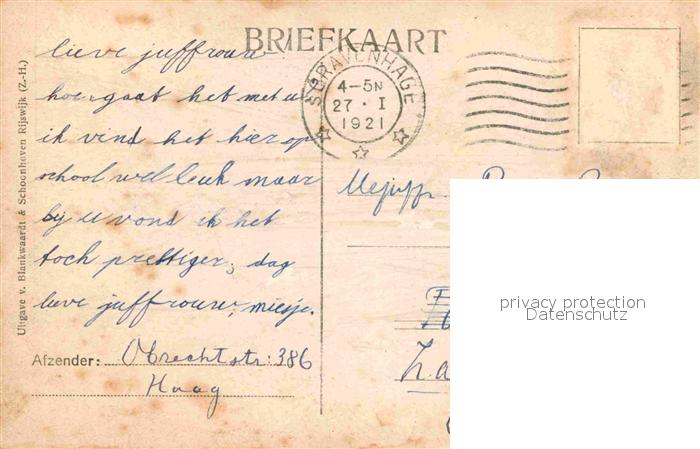 BRIEFKAART
lieve juffrouw
hoe gaat het met u
ik vind het hier op
school wel leuk maar
bij u vond ik het
toch prettiger, dag
lieve juffrouw, miesje.
Afzender: Obrechtstr: 386
Haag
Uitgave v. Blankwaardt & Schoonhoven Rijswijk (Z.-H.)
'S GRAVENHAGE
4-5N
27 · I
1921
Mejuffr
privacy protection
Datenschutz